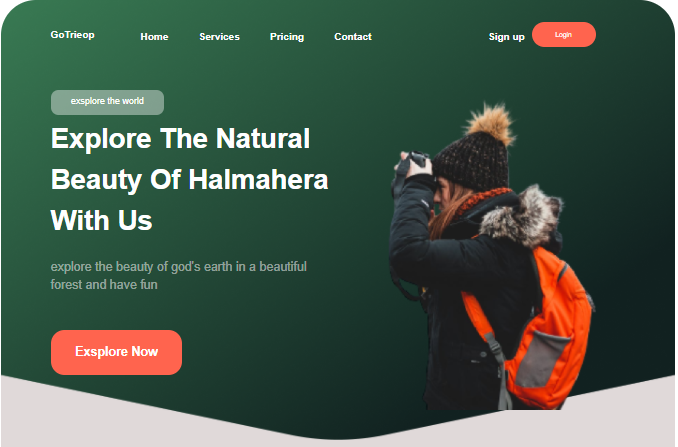 GoTrieop
Home Services Pricing Contact Sign up Login
exsplore the world
Explore The Natural
Beauty Of Halmahera
With Us
explore the beauty of god's earth in a beautiful
forest and have fun
Exsplore Now